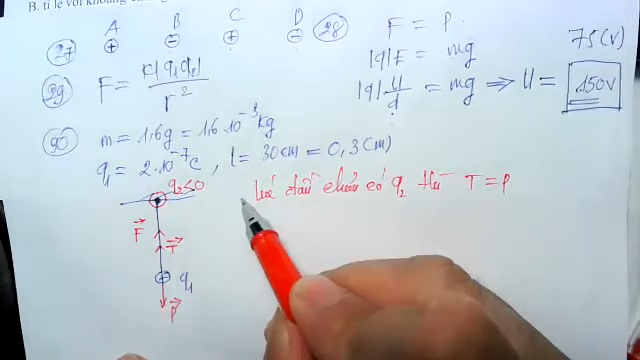 B. tỉ lệ với khoảng
27 A ⊕ B ⊖ C ⊕ D ⊖
28 F = P
|q|E = mg
|q| U/d = mg ⇒ U = 150V
75(V)
29 F = k|q1q2| / r²
30 m = 1,6g = 1,6.10⁻³ kg
q1 = 2.10⁻⁷ C , l = 30cm = 0,3(m)
q2<0
Lúc đầu chưa có q2 thì T = P
F
T
q1
P